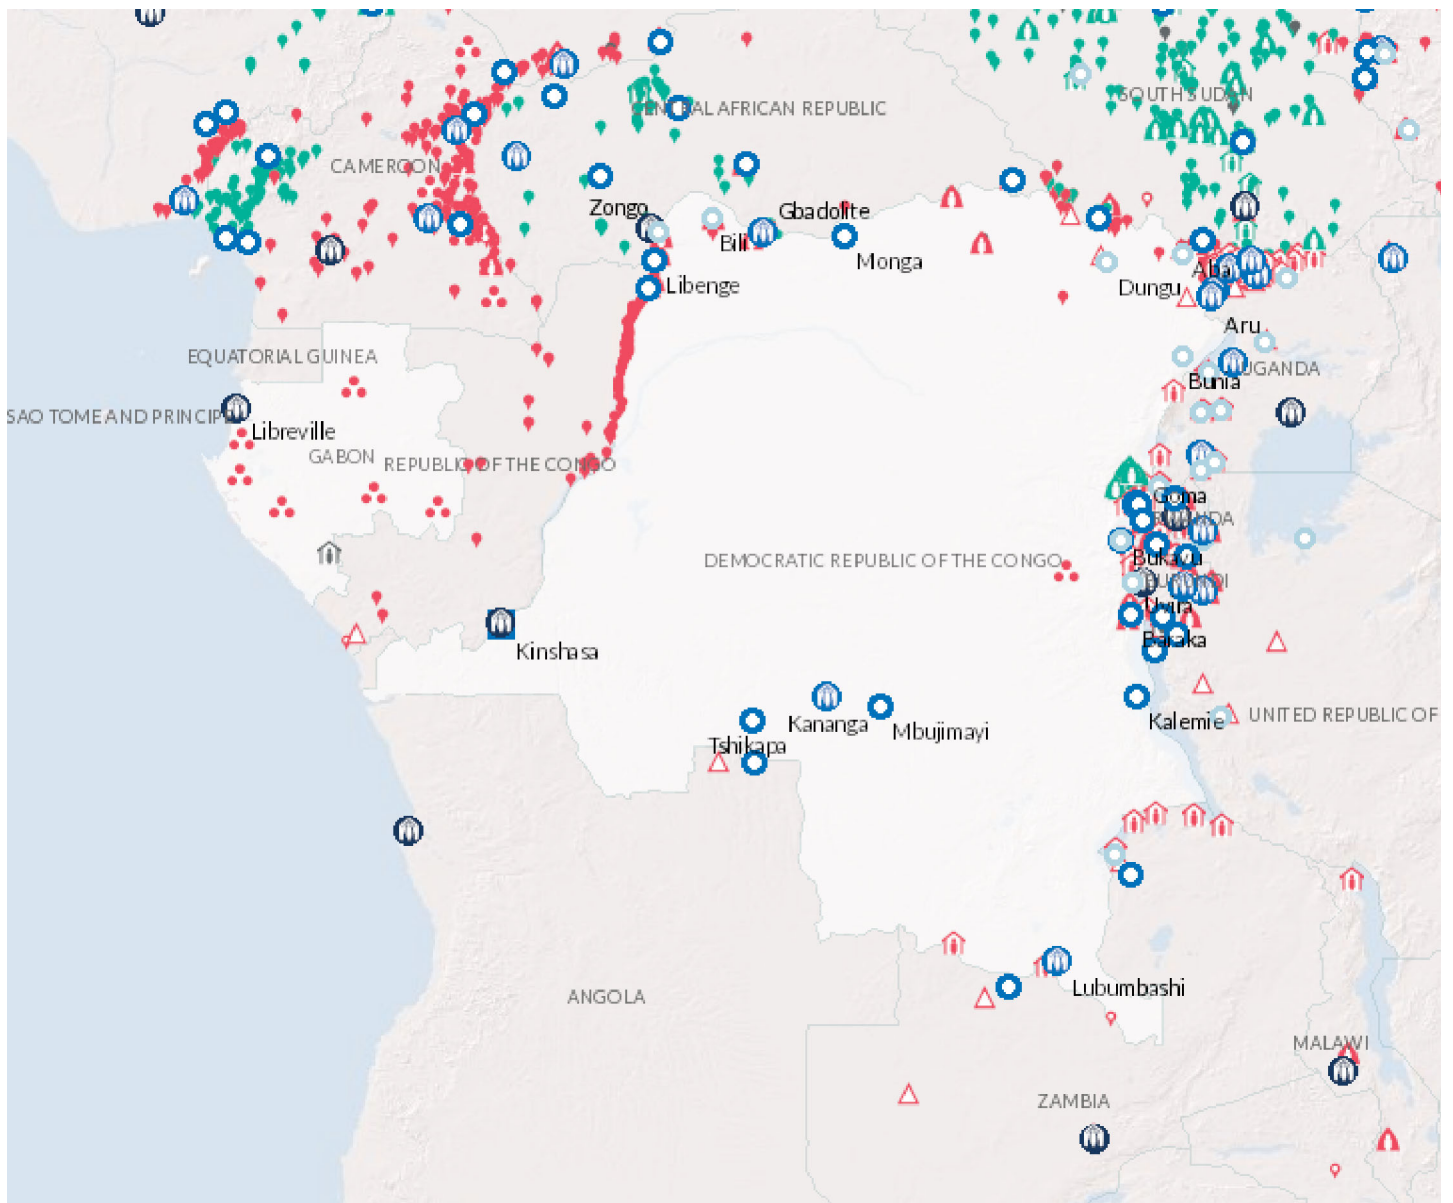 SOUTH SUDAN
CENTRAL AFRICAN REPUBLIC
CAMEROON
Zongo
Gbadolite
Bili
Monga
Aba
Libenge
Dungu
Aru
EQUATORIAL GUINEA
UGANDA
Bunia
SAO TOME AND PRINCIPE
Libreville
GABON
REPUBLIC OF THE CONGO
Goma
RWANDA
DEMOCRATIC REPUBLIC OF THE CONGO
Bukavu
BURUNDI
Uvira
Baraka
Kinshasa
Kananga
Kalemie
UNITED REPUBLIC OF
Mbujimayi
Tshikapa
Lubumbashi
ANGOLA
MALAWI
ZAMBIA